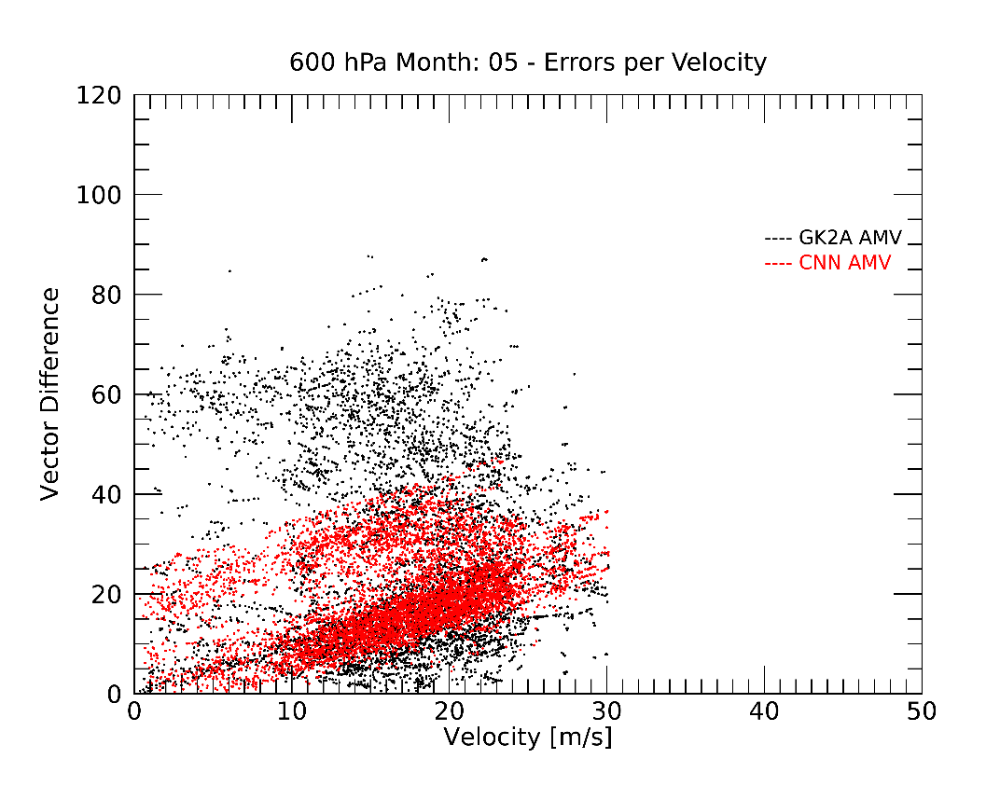 600 hPa Month: 05 - Errors per Velocity
120
100
80
60
40
20
0
Vector Difference
---- GK2A AMV
---- CNN AMV
0 10 20 30 40 50
Velocity [m/s]